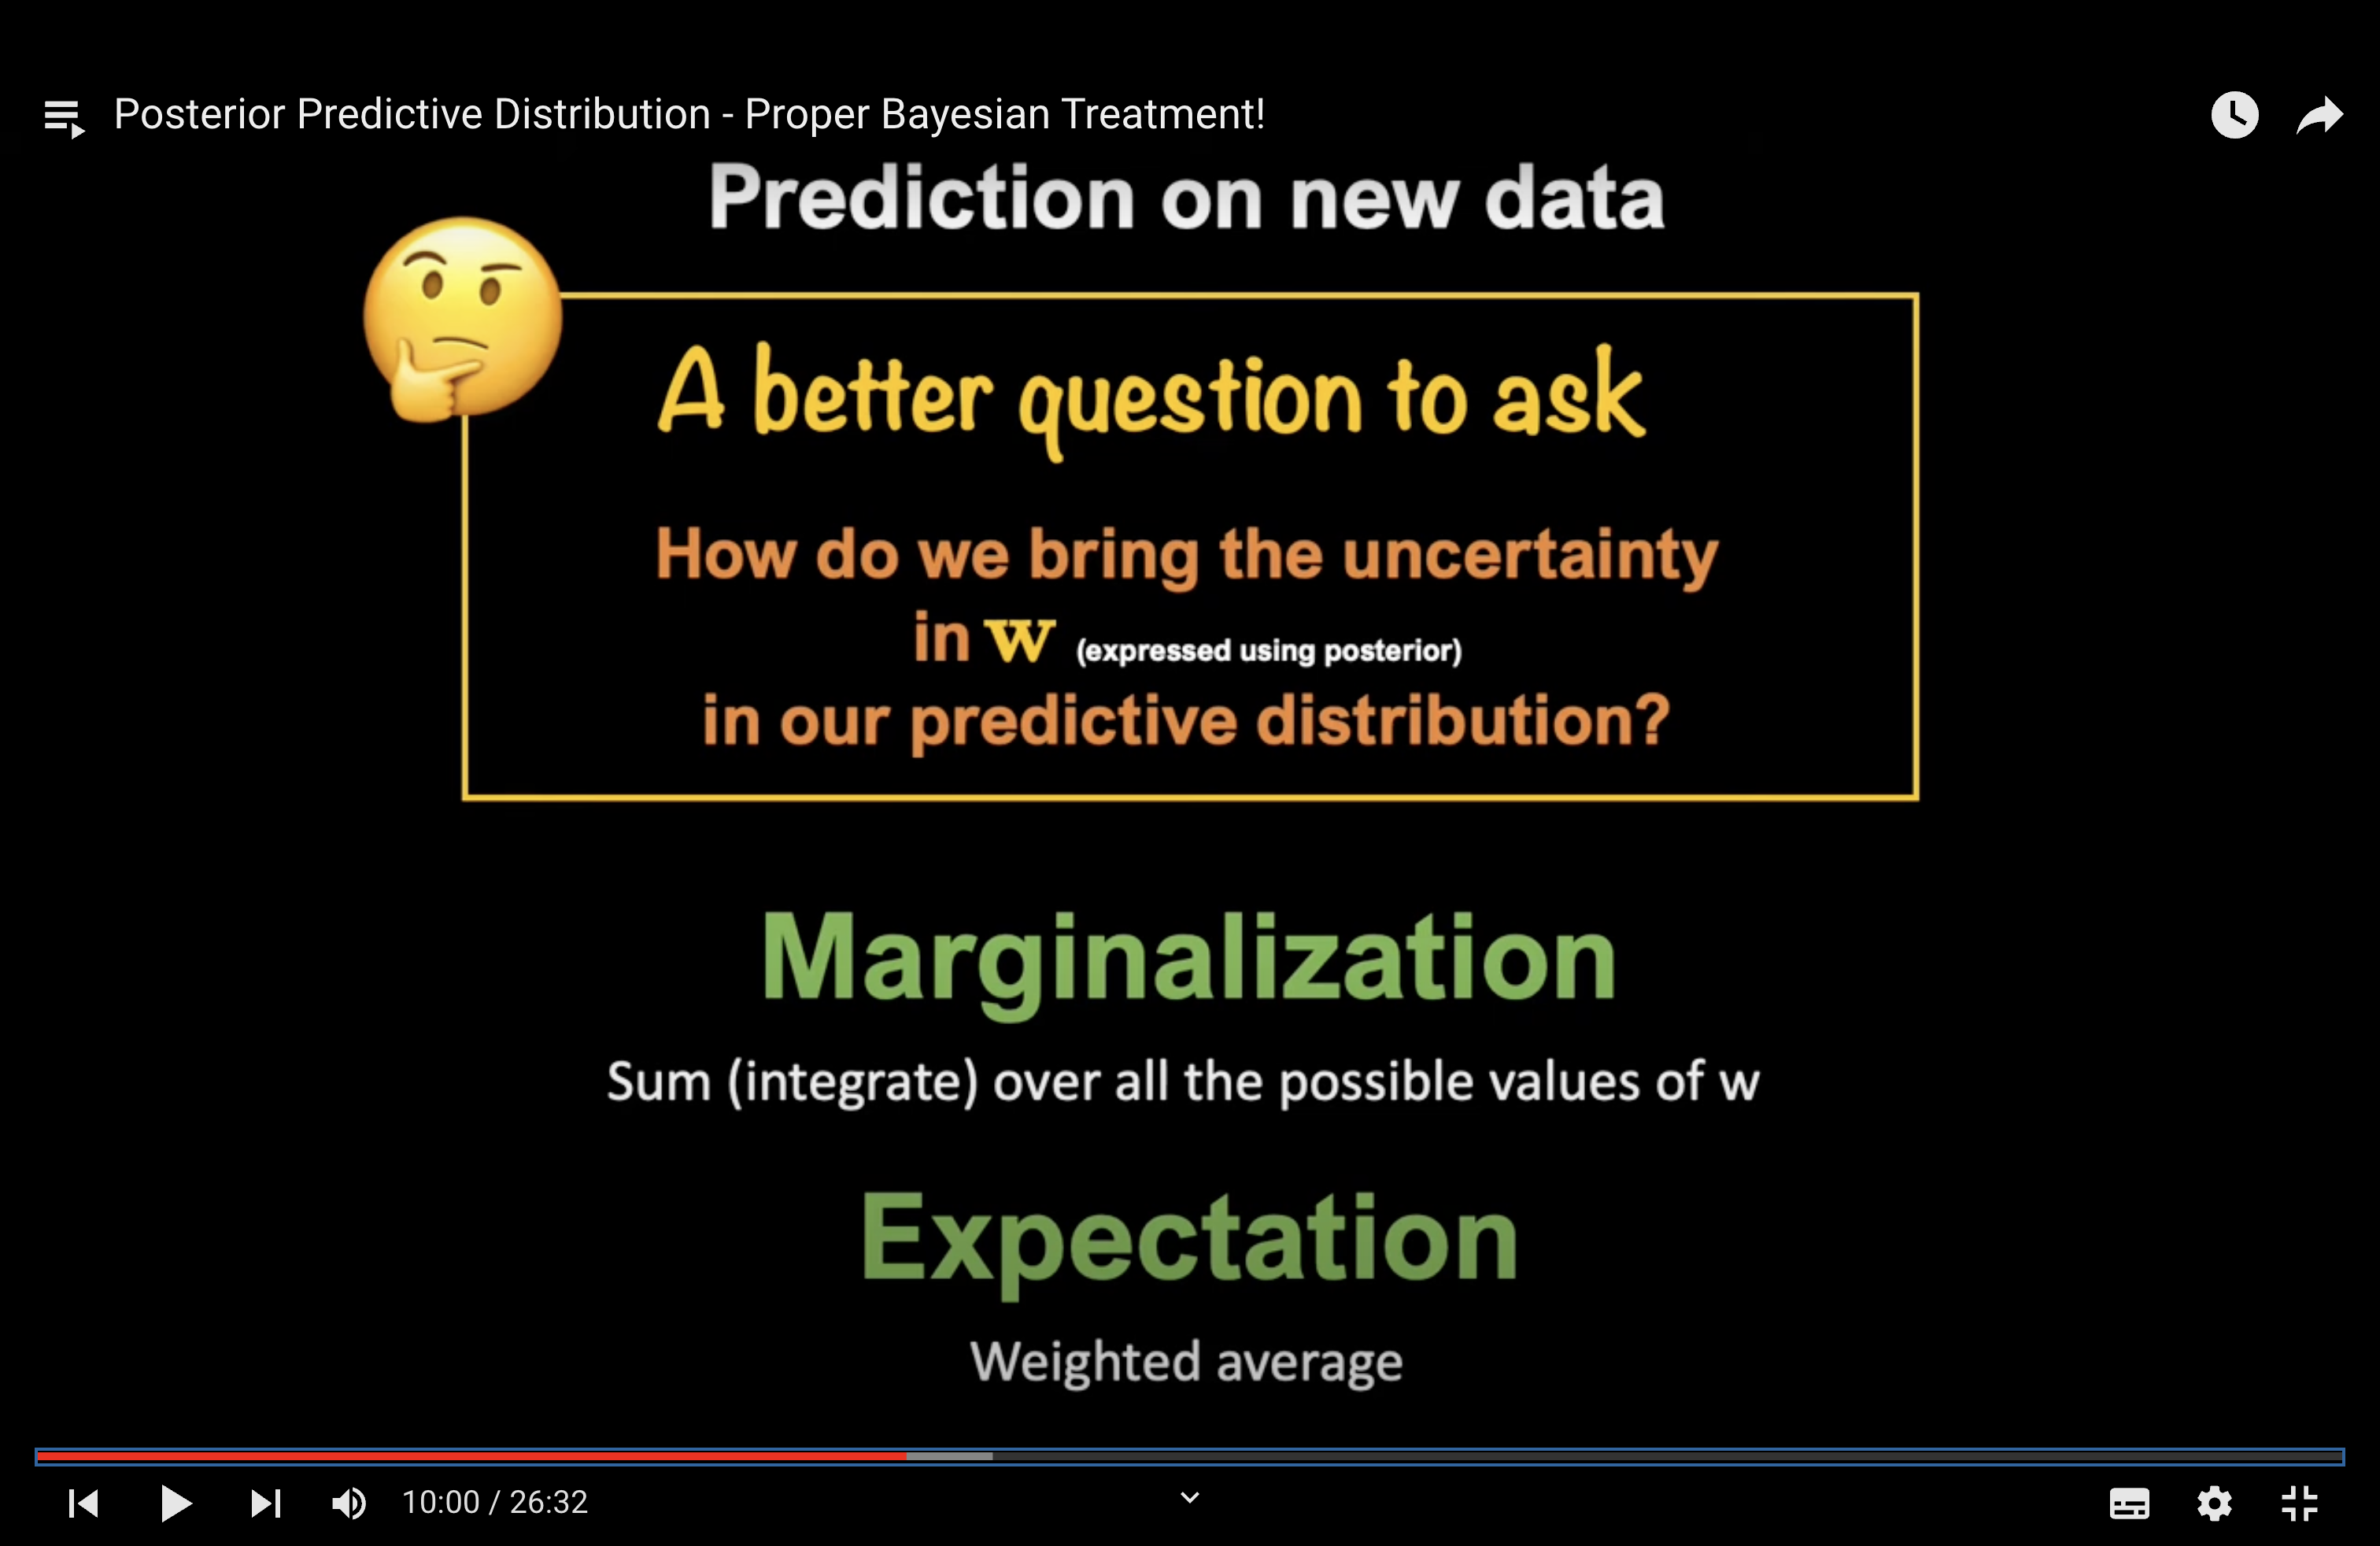 Posterior Predictive Distribution - Proper Bayesian Treatment!
Prediction on new data
A better question to ask
How do we bring the uncertainty
in w (expressed using posterior)
in our predictive distribution?
Marginalization
Sum (integrate) over all the possible values of w
Expectation
Weighted average
10:00 / 26:32